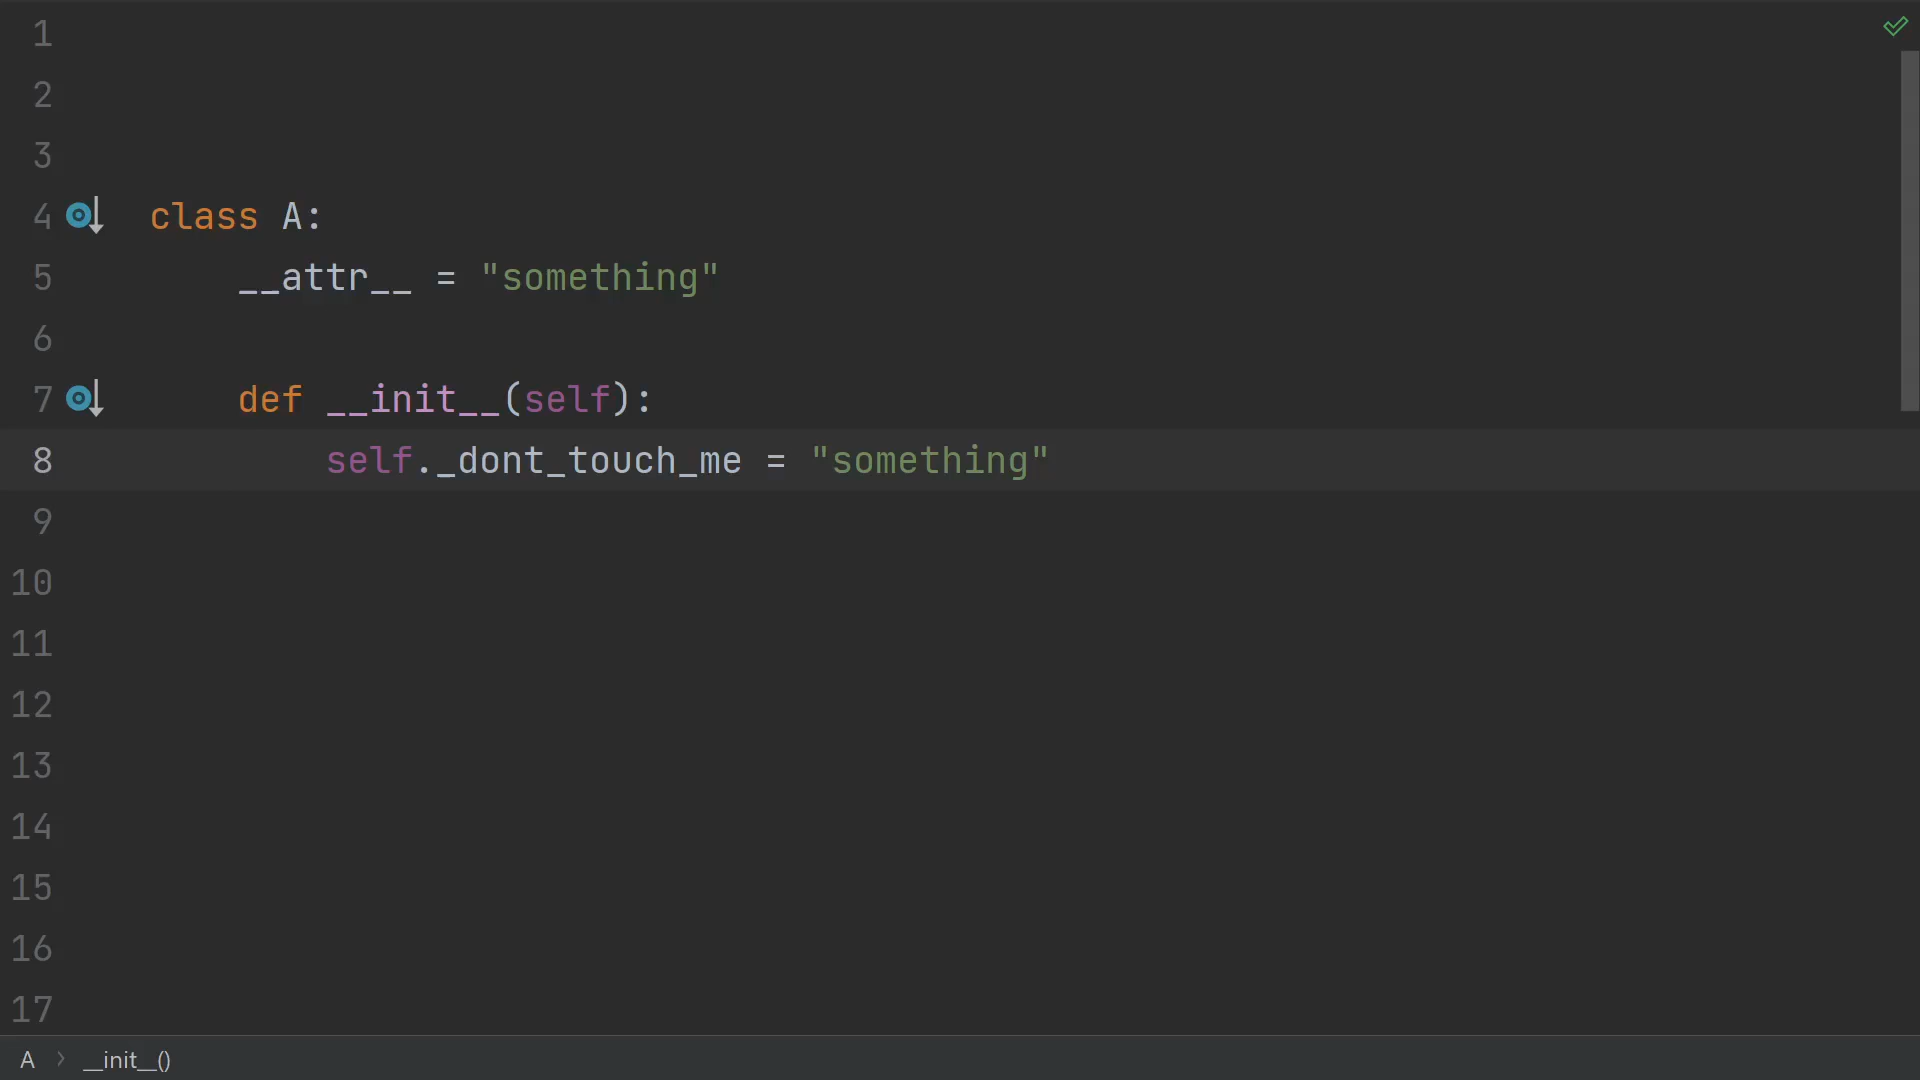 1
2
3
4 class A:
5 __attr__ = "something"
6
7 def __init__(self):
8 self._dont_touch_me = "something"
9
10
11
12
13
14
15
16
17
A > __init__()